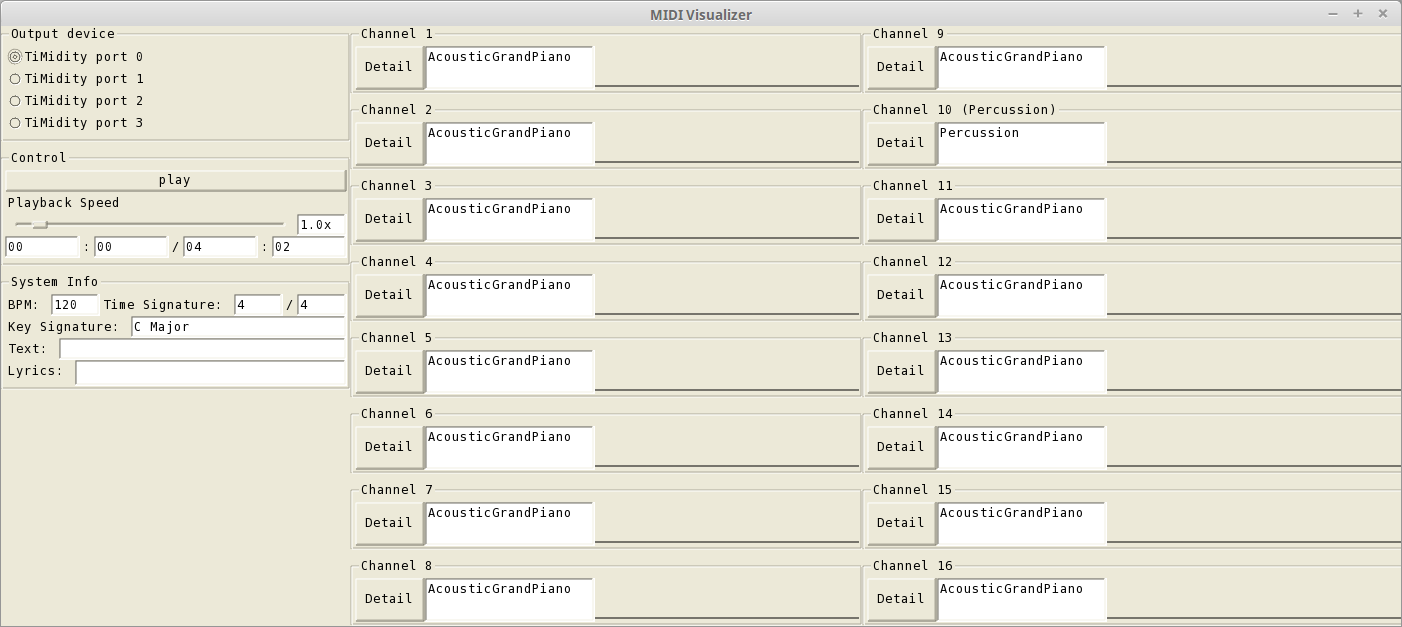 MIDI Visualizer
Output device
TiMidity port 0
TiMidity port 1
TiMidity port 2
TiMidity port 3
Control
play
Playback Speed
1.0x
00 : 00 / 04 : 02
System Info
BPM: 120 Time Signature: 4 / 4
Key Signature: C Major
Text:
Lyrics:
Channel 1
Detail AcousticGrandPiano
Channel 2
Detail AcousticGrandPiano
Channel 3
Detail AcousticGrandPiano
Channel 4
Detail AcousticGrandPiano
Channel 5
Detail AcousticGrandPiano
Channel 6
Detail AcousticGrandPiano
Channel 7
Detail AcousticGrandPiano
Channel 8
Detail AcousticGrandPiano
Channel 9
Detail AcousticGrandPiano
Channel 10 (Percussion)
Detail Percussion
Channel 11
Detail AcousticGrandPiano
Channel 12
Detail AcousticGrandPiano
Channel 13
Detail AcousticGrandPiano
Channel 14
Detail AcousticGrandPiano
Channel 15
Detail AcousticGrandPiano
Channel 16
Detail AcousticGrandPiano